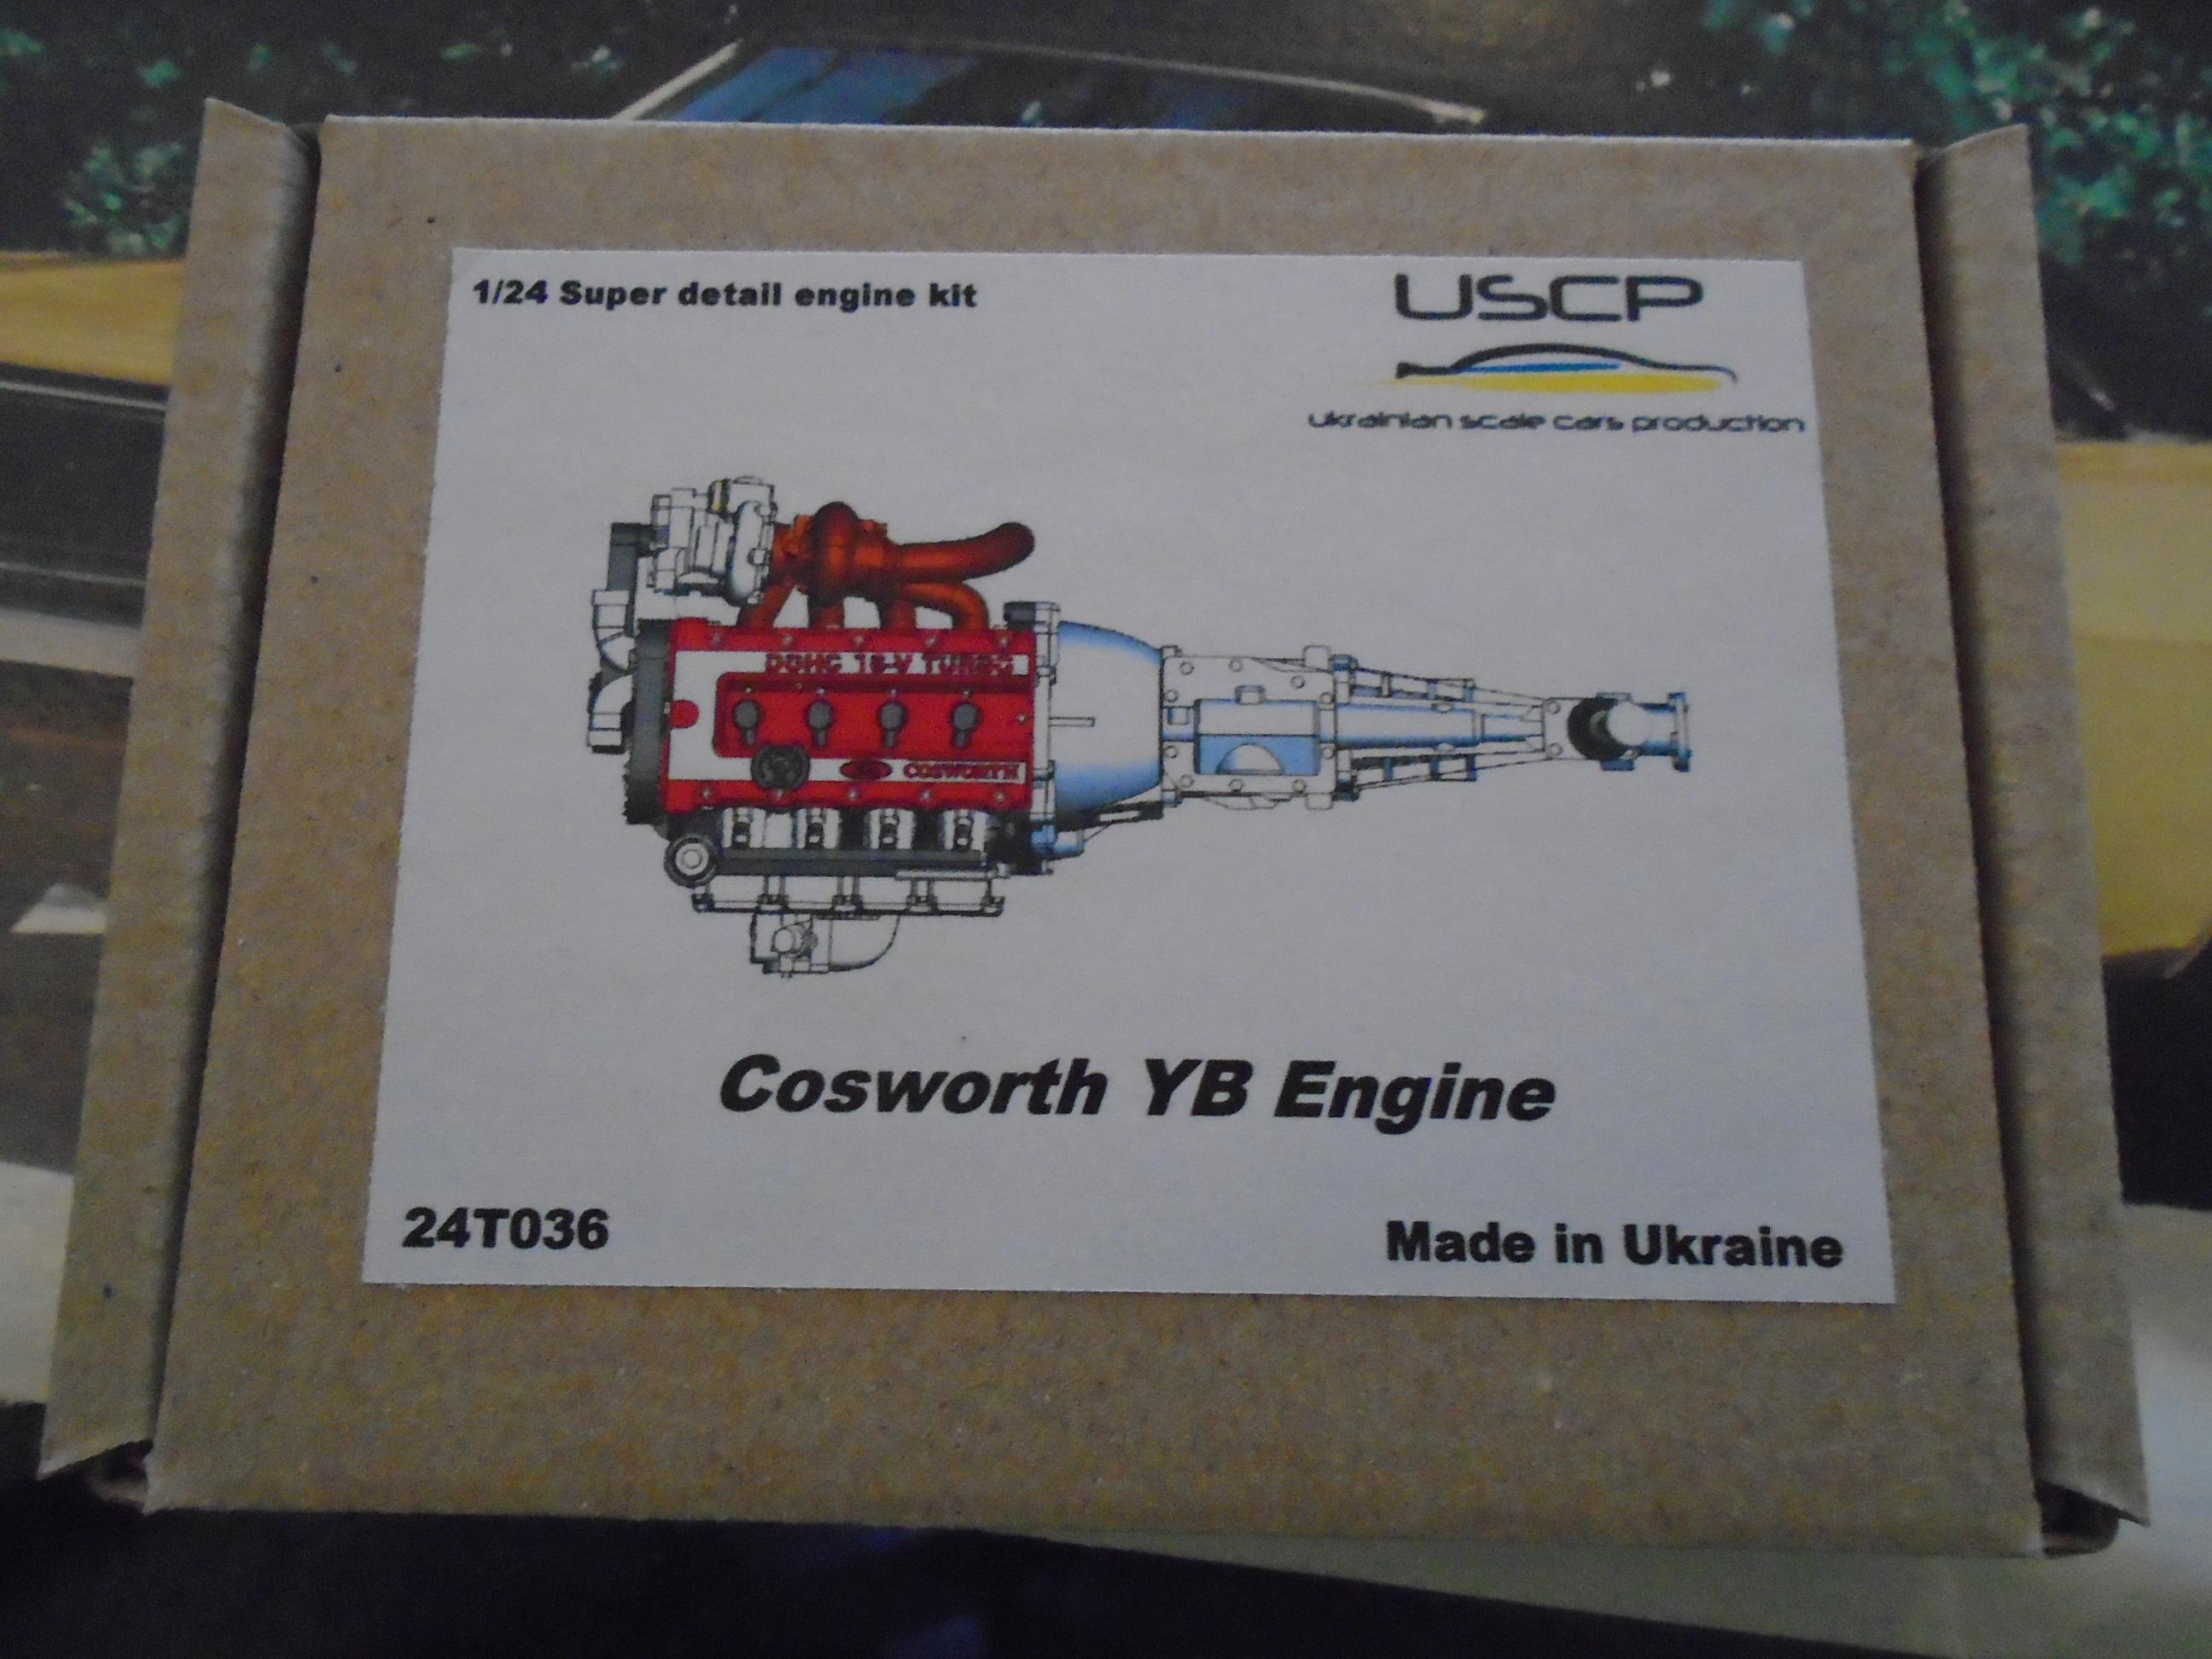 1/24 Super detail engine kit
USCP
ukrainian scale cars production
DOHC 16-V TURBO
COSWORTH
Cosworth YB Engine
24T036
Made in Ukraine